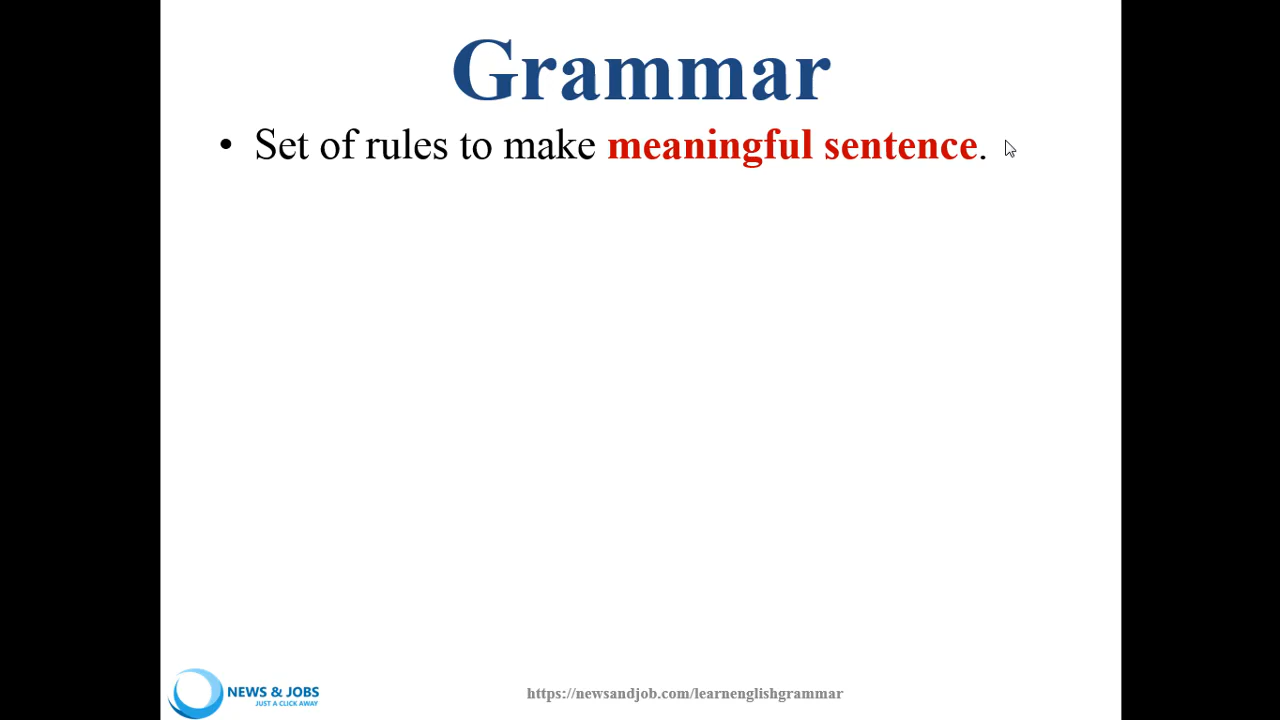 Grammar
• Set of rules to make meaningful sentence.
NEWS & JOBS
JUST A CLICK AWAY
https://newsandjob.com/learnenglishgrammar